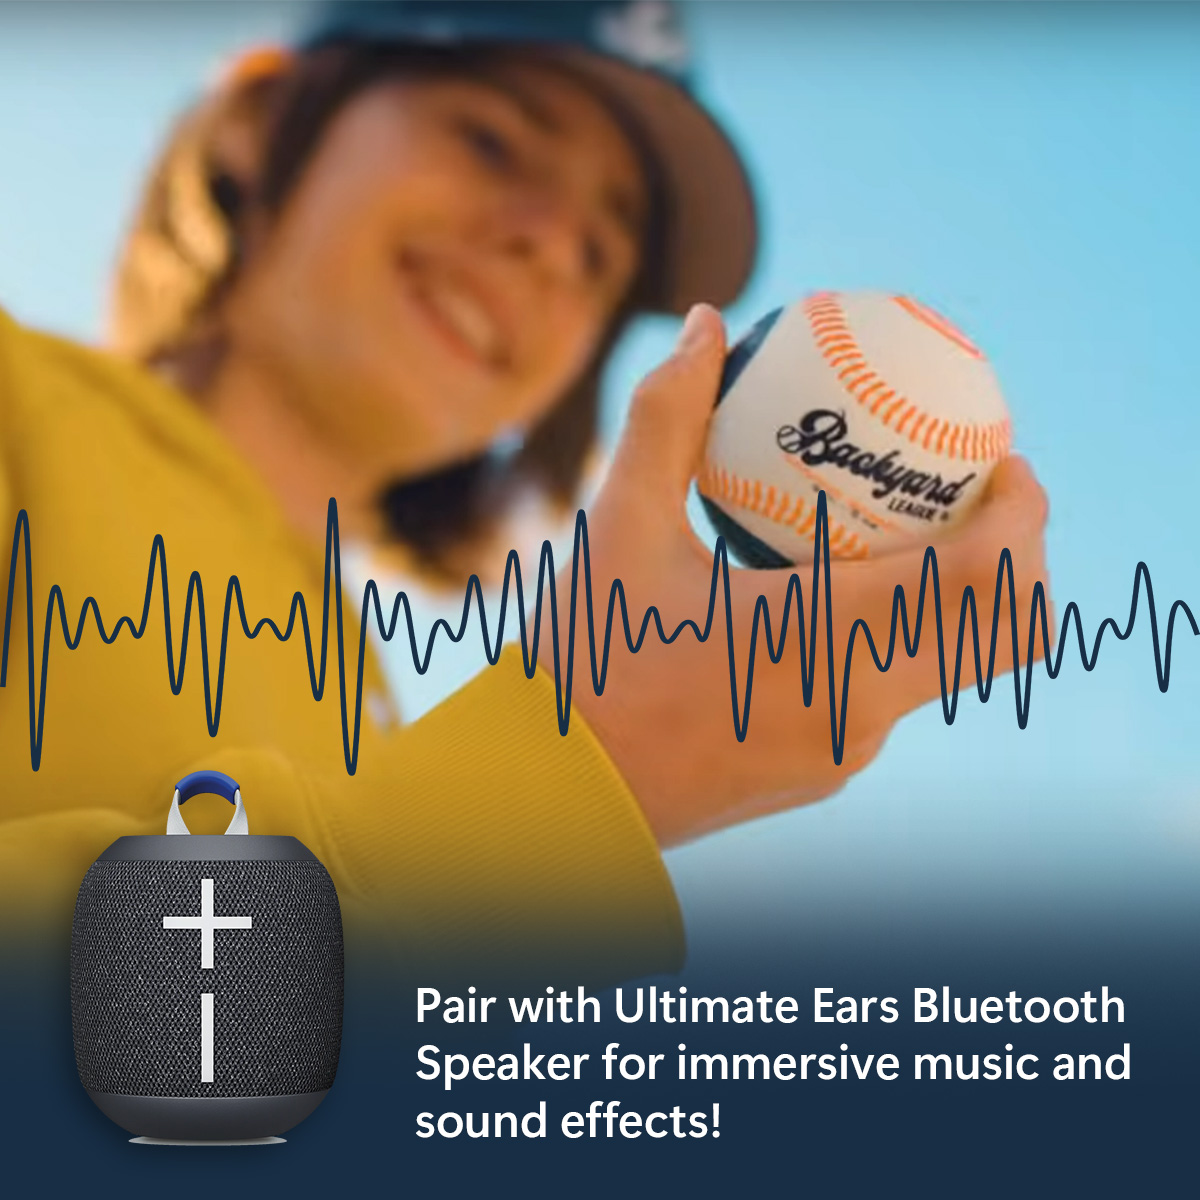 Backyard
LEAGUE
Pair with Ultimate Ears Bluetooth
Speaker for immersive music and
sound effects!